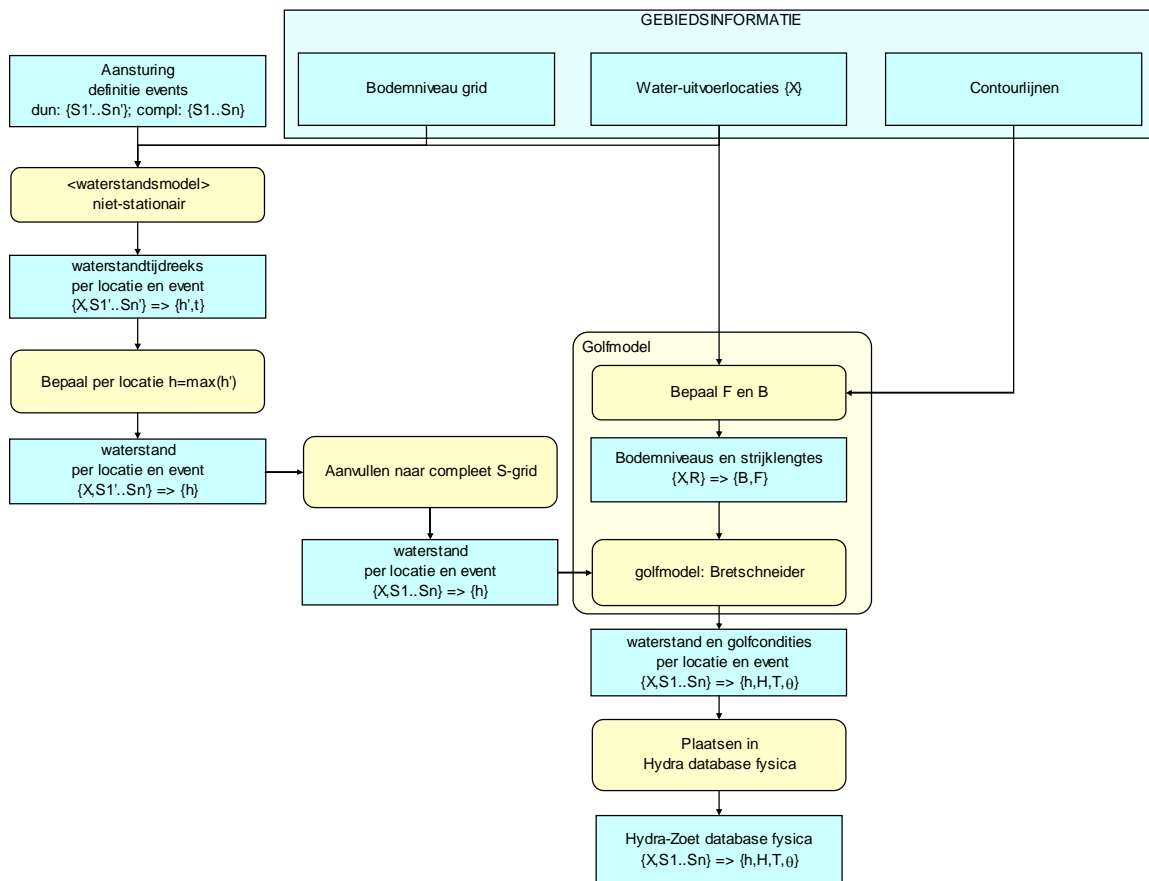 GEBIEDSINFORMATIE
Aansturing
definitie events
dun: {S1'..Sn'}; compl: {S1..Sn}
Bodemniveau grid
Water-uitvoerlocaties {X}
Contourlijnen
<waterstandsmodel>
niet-stationair
waterstandtijdreeks
per locatie en event
{X,S1'..Sn'} => {h',t}
Bepaal per locatie h=max(h')
waterstand
per locatie en event
{X,S1'..Sn'} => {h}
Aanvullen naar compleet S-grid
waterstand
per locatie en event
{X,S1..Sn} => {h}
Golfmodel
Bepaal F en B
Bodemniveaus en strijklengtes
{X,R} => {B,F}
golfmodel: Bretschneider
waterstand en golfcondities
per locatie en event
{X,S1..Sn} => {h,H,T,θ}
Plaatsen in
Hydra database fysica
Hydra-Zoet database fysica
{X,S1..Sn} => {h,H,T,θ}